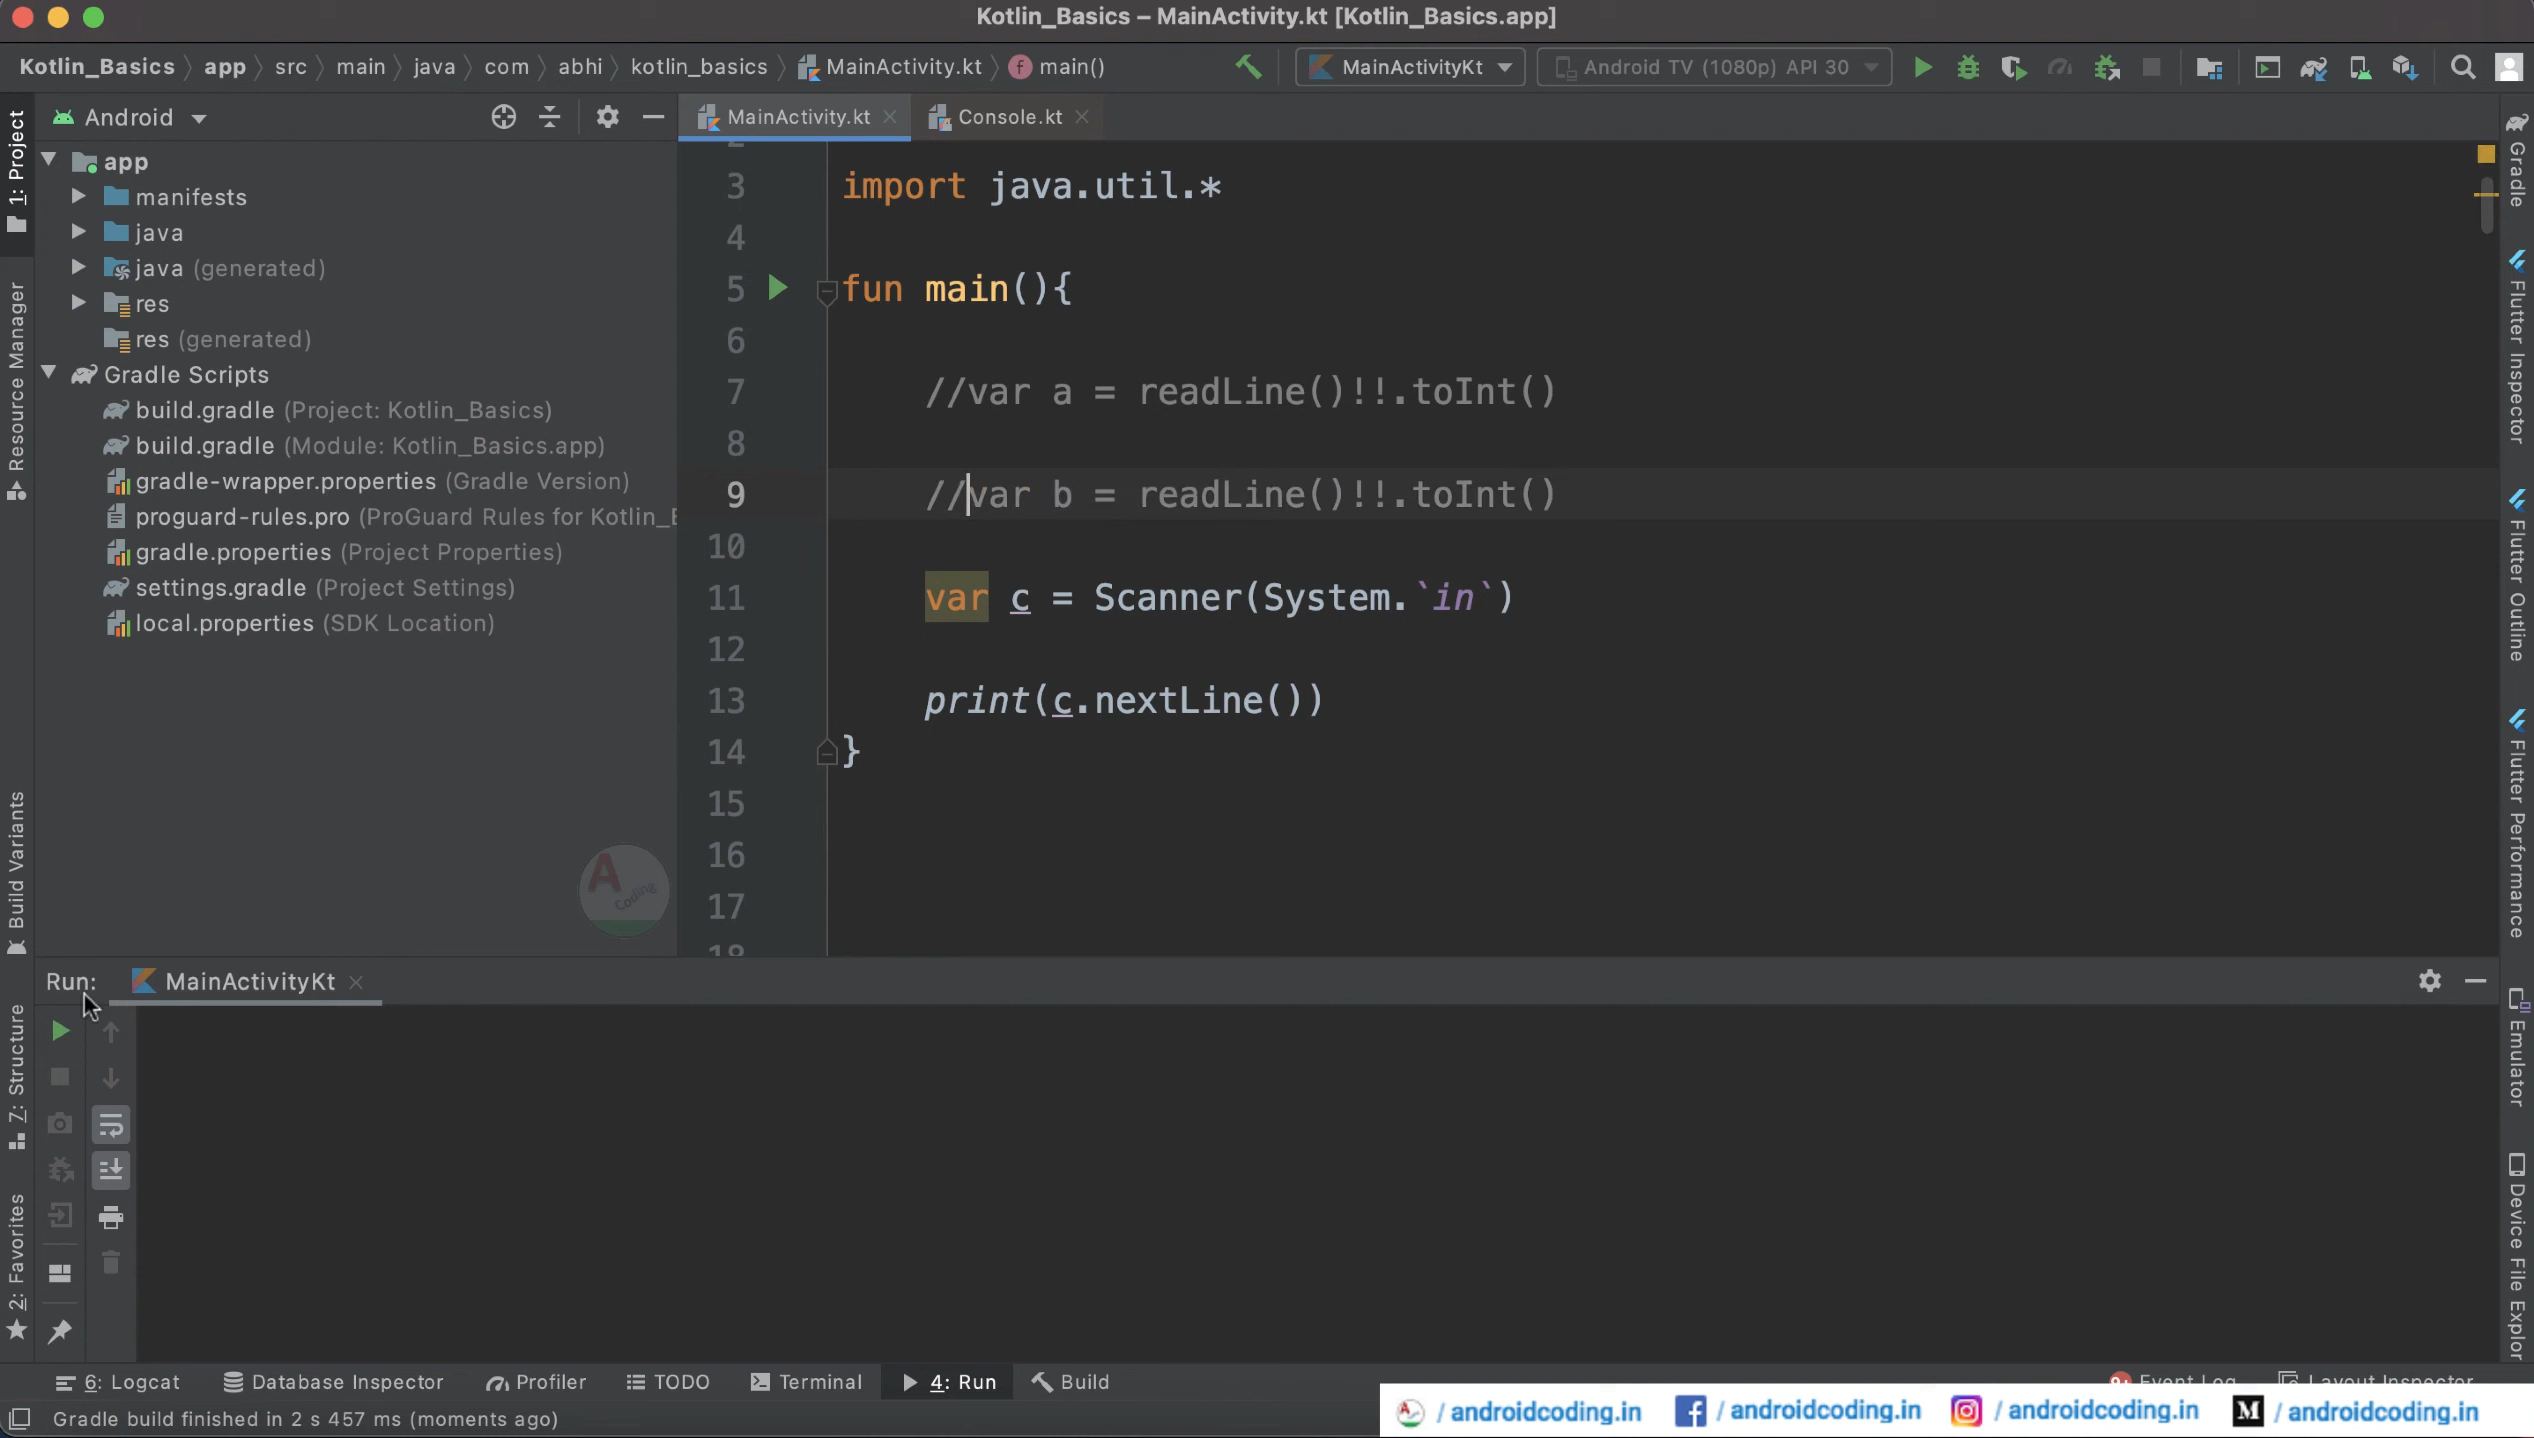 Kotlin_Basics – MainActivity.kt [Kotlin_Basics.app]
Kotlin_Basics app src main java com abhi kotlin_basics MainActivity.kt main()
MainActivityKt
Android TV (1080p) API 30
1: Project
Resource Manager
Build Variants
7: Structure
2: Favorites
Android
app
manifests
java
java (generated)
res
res (generated)
Gradle Scripts
build.gradle (Project: Kotlin_Basics)
build.gradle (Module: Kotlin_Basics.app)
gradle-wrapper.properties (Gradle Version)
proguard-rules.pro (ProGuard Rules for Kotlin_
gradle.properties (Project Properties)
settings.gradle (Project Settings)
local.properties (SDK Location)
A
Coding
MainActivity.kt
Console.kt
3 import java.util.*
4
5 fun main(){
6
7 //var a = readLine()!!.toInt()
8
9 //var b = readLine()!!.toInt()
10
11 var c = Scanner(System.`in`)
12
13 print(c.nextLine())
14 }
15
16
17
18
Gradle
Flutter Inspector
Flutter Outline
Flutter Performance
Emulator
Device File Explor
Run: MainActivityKt
6: Logcat
Database Inspector
Profiler
TODO
Terminal
4: Run
Build
Event Log
Layout Inspector
Gradle build finished in 2 s 457 ms (moments ago)
/ androidcoding.in
/ androidcoding.in
/ androidcoding.in
/ androidcoding.in